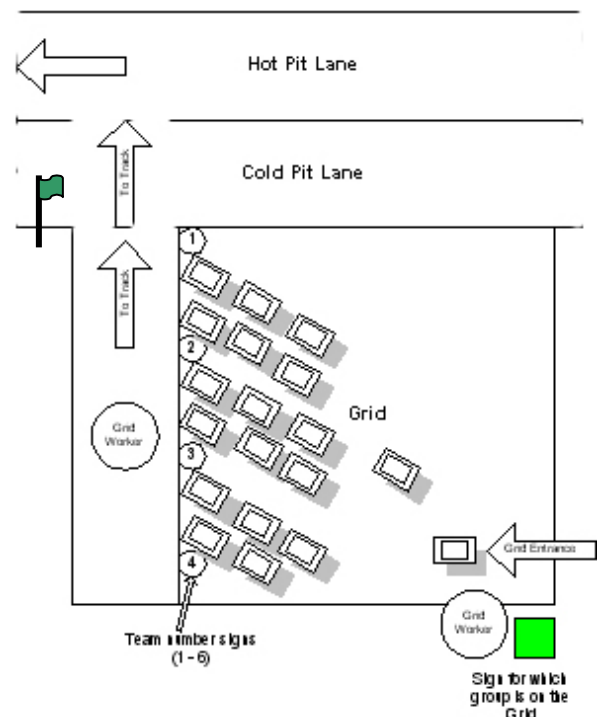 Hot Pit Lane
To Track
Cold Pit Lane
To Track
1
2
Grid
Grid
Worker
3
Grid Entrance
4
Team number signs
(1 - 6)
Grid
Worker
Sign for which
group is on the
Grid